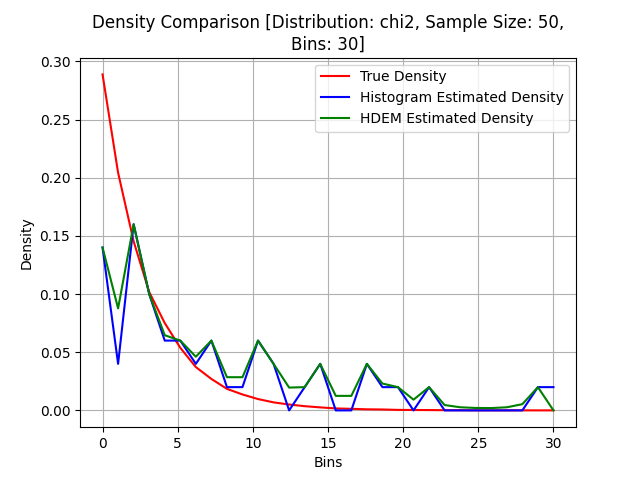 Density Comparison [Distribution: chi2, Sample Size: 50,
Bins: 30]
True Density
Histogram Estimated Density
HDEM Estimated Density
Density
0.30
0.25
0.20
0.15
0.10
0.05
0.00
0 5 10 15 20 25 30
Bins